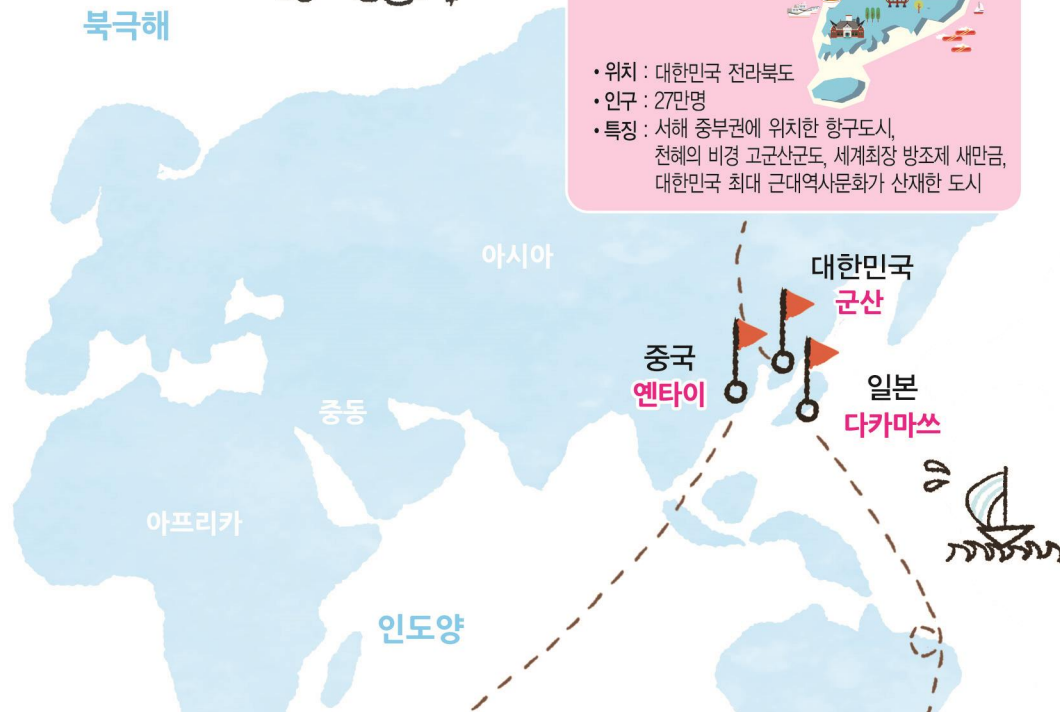 북극해
• 위치 : 대한민국 전라북도
• 인구 : 27만명
• 특징 : 서해 중부권에 위치한 항구도시,
천혜의 비경 고군산군도, 세계최장 방조제 새만금,
대한민국 최대 근대역사문화가 산재한 도시
아시아
대한민국
군산
중국
옌타이
일본
다카마쓰
중동
아프리카
인도양